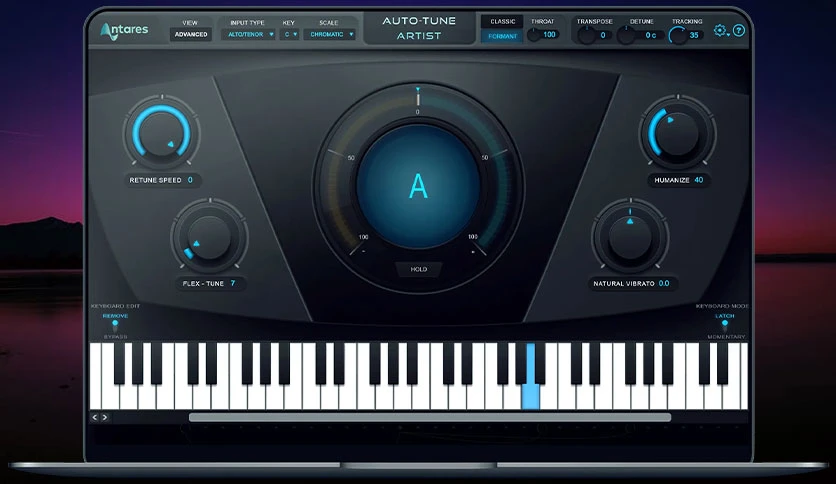 Antares
VIEW
ADVANCED
INPUT TYPE
ALTO/TENOR
KEY
C
SCALE
CHROMATIC
AUTO-TUNE
ARTIST
CLASSIC
FORMANT
THROAT
100
TRANSPOSE
0
DETUNE
0 c
TRACKING
35
?
RETUNE SPEED 0
FLEX - TUNE 7
0
50 50
100 100
- +
A
HOLD
HUMANIZE 40
NATURAL VIBRATO 0.0
KEYBOARD EDIT
REMOVE
BYPASS
KEYBOARD MODE
LATCH
MOMENTARY
< >